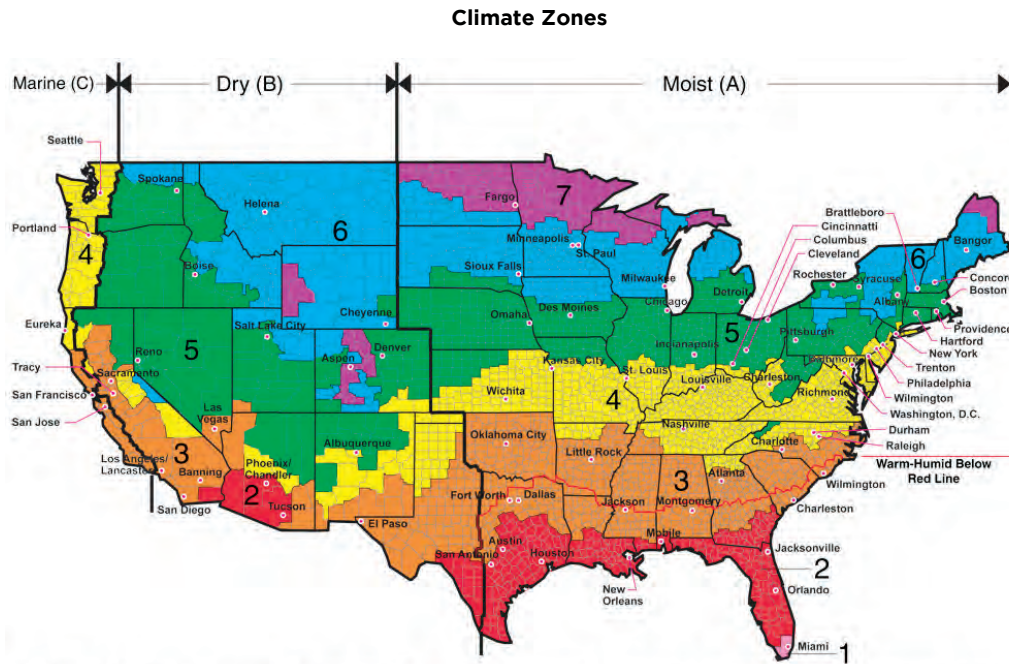 Climate Zones
Marine (C)
Dry (B)
Moist (A)
Seattle
Spokane
Helena
Fargo
7
Portland
4
Boise
6
Minneapolis
St. Paul
Sioux Falls
Milwaukee
Brattleboro
Cincinnatti
Columbus
Cleveland
6
Bangor
Rochester
Syracuse
Concord
Boston
Albany
Eureka
Reno
5
Salt Lake City
Cheyenne
Omaha
Des Moines
Chicago
Detroit
5
Pittsburgh
Providence
Hartford
New York
Tracy
Sacramento
Aspen
Denver
Indianapolis
Trenton
San Francisco
Kansas City
St. Louis
Louisville
Charleston
Baltimore
Philadelphia
San Jose
Las
Vegas
Wichita
4
Richmond
Wilmington
Washington, D.C.
3
Albuquerque
Nashville
Durham
Raleigh
Los Angeles/
Lancaster
Banning
Phoenix/
Chandler
2
Oklahoma City
Little Rock
Charlotte
Atlanta
Warm-Humid Below
Red Line
San Diego
Tucson
Fort Worth
Dallas
Jackson
3
Montgomery
Wilmington
Charleston
El Paso
Austin
San Antonio
Houston
Mobile
Jacksonville
2
New
Orleans
Orlando
Miami
1